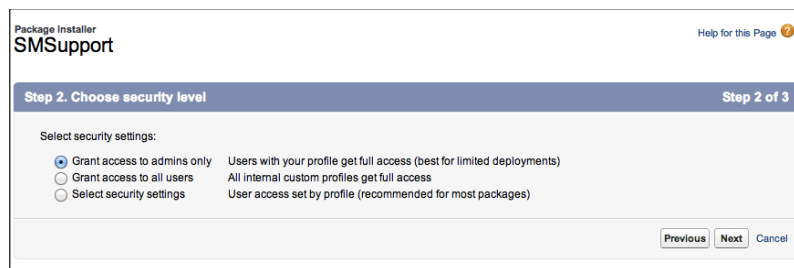 Package Installer
SMSupport
Help for this Page ?
Step 2. Choose security level Step 2 of 3
Select security settings:
Grant access to admins only Users with your profile get full access (best for limited deployments)
Grant access to all users All internal custom profiles get full access
Select security settings User access set by profile (recommended for most packages)
Previous Next Cancel